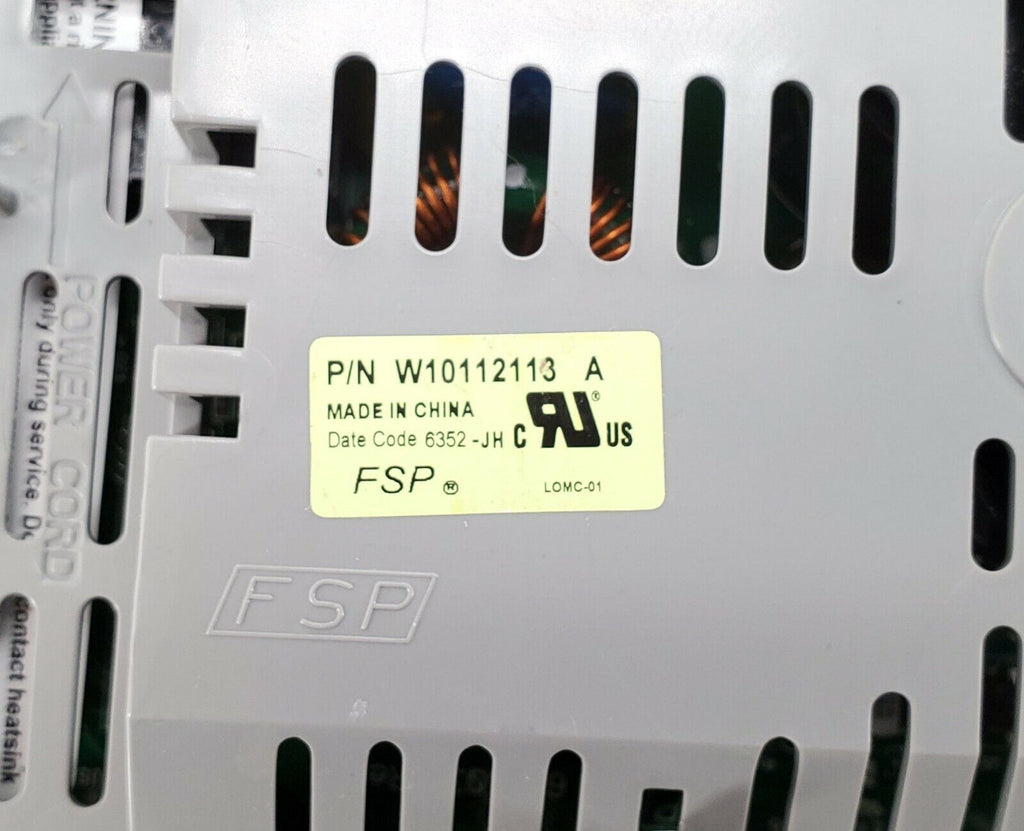 P/N W10112113 A
MADE IN CHINA
Date Code 6352 -JH
C RU® US
FSP®
LOMC-01
FSP
POWER CORD
only during service.
contact heatsink